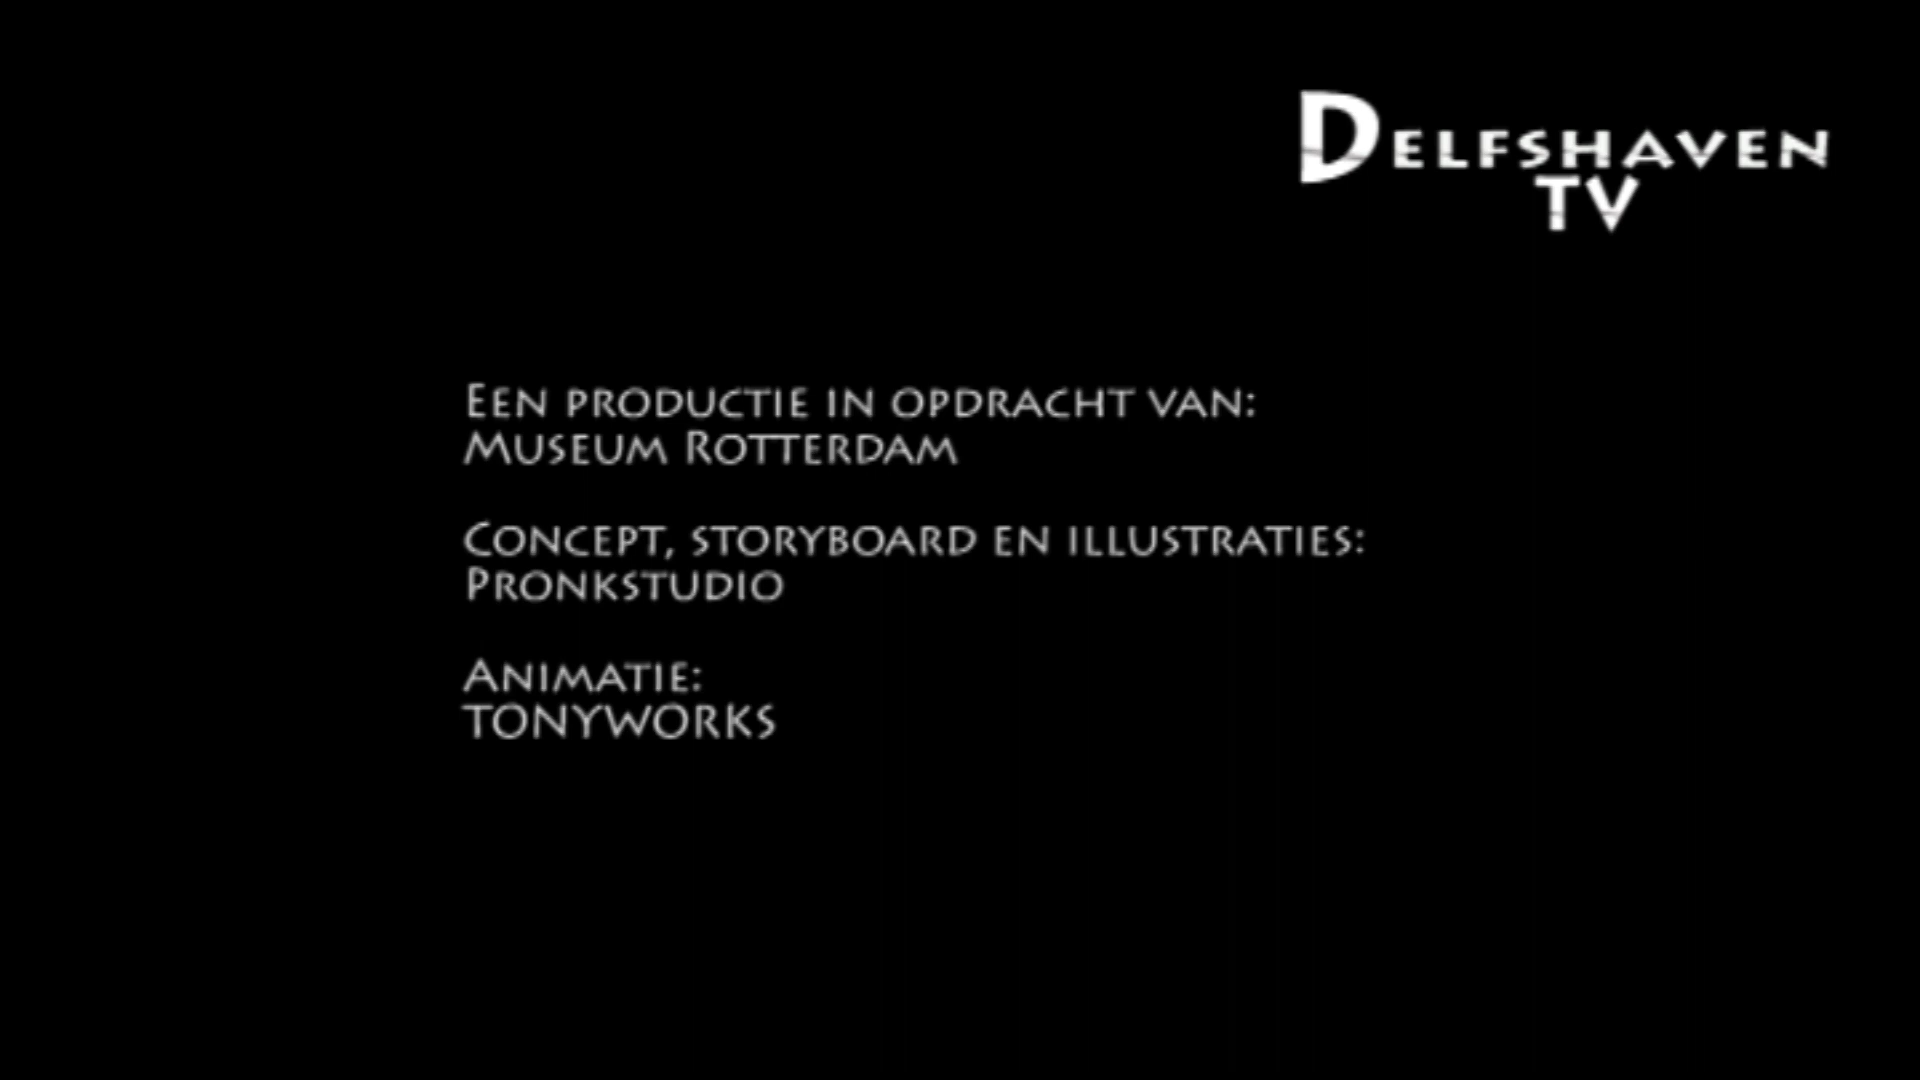 Delfshaven
TV
Een productie in opdracht van:
Museum Rotterdam
Concept, storyboard en illustraties:
Pronkstudio
Animatie:
TONYWORKS